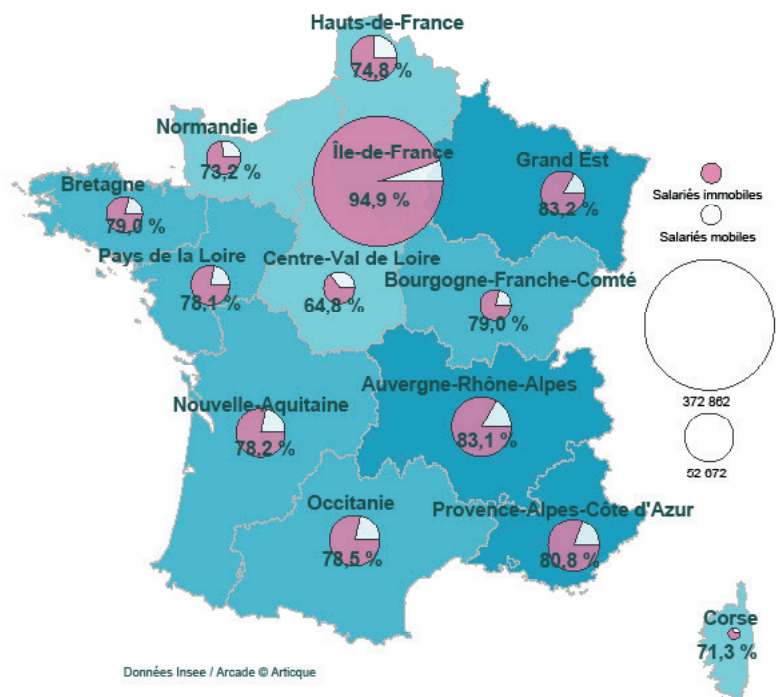 Hauts-de-France
74,8 %
Normandie
73,2 %
Île-de-France
94,9 %
Grand Est
83,2 %
Salariés immobiles
Salariés mobiles
Bretagne
79,0 %
Pays de la Loire
78,1 %
Centre-Val de Loire
64,8 %
Bourgogne-Franche-Comté
79,0 %
372 862
52 672
Auvergne-Rhône-Alpes
83,1 %
Nouvelle-Aquitaine
78,2 %
Occitanie
78,5 %
Provence-Alpes-Côte d'Azur
80,8 %
Corse
71,3 %
Données Insee / Arcade © Articque